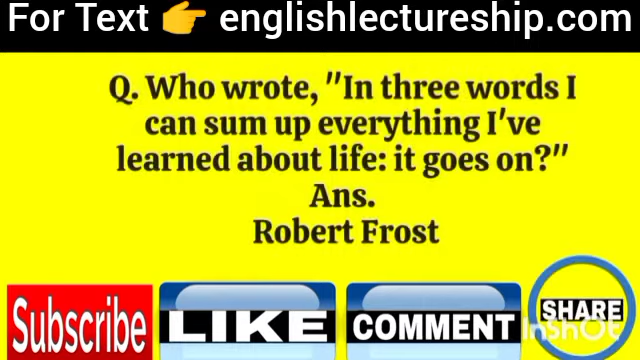 For Text 👉 englishlectureship.com
Q. Who wrote, "In three words I
can sum up everything I've
learned about life: it goes on?"
Ans.
Robert Frost
Subscribe
LIKE
COMMENT
SHARE
InShOt